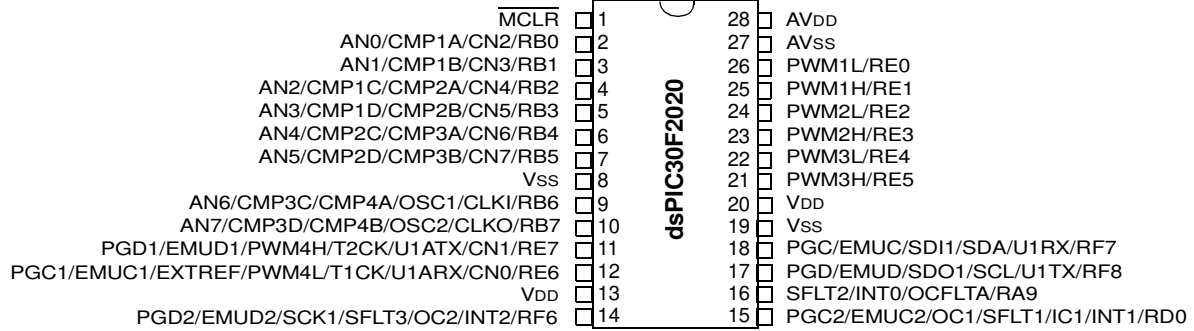 MCLR 1 28 AVDD
AN0/CMP1A/CN2/RB0 2 27 AVSS
AN1/CMP1B/CN3/RB1 3 26 PWM1L/RE0
AN2/CMP1C/CMP2A/CN4/RB2 4 25 PWM1H/RE1
AN3/CMP1D/CMP2B/CN5/RB3 5 24 PWM2L/RE2
AN4/CMP2C/CMP3A/CN6/RB4 6 23 PWM2H/RE3
AN5/CMP2D/CMP3B/CN7/RB5 7 22 PWM3L/RE4
VSS 8 21 PWM3H/RE5
AN6/CMP3C/CMP4A/OSC1/CLKI/RB6 9 20 VDD
AN7/CMP3D/CMP4B/OSC2/CLKO/RB7 10 19 VSS
PGD1/EMUD1/PWM4H/T2CK/U1ATX/CN1/RE7 11 18 PGC/EMUC/SDI1/SDA/U1RX/RF7
PGC1/EMUC1/EXTREF/PWM4L/T1CK/U1ARX/CN0/RE6 12 17 PGD/EMUD/SDO1/SCL/U1TX/RF8
VDD 13 16 SFLT2/INT0/OCFLTA/RA9
PGD2/EMUD2/SCK1/SFLT3/OC2/INT2/RF6 14 15 PGC2/EMUC2/OC1/SFLT1/IC1/INT1/RD0
dsPIC30F2020